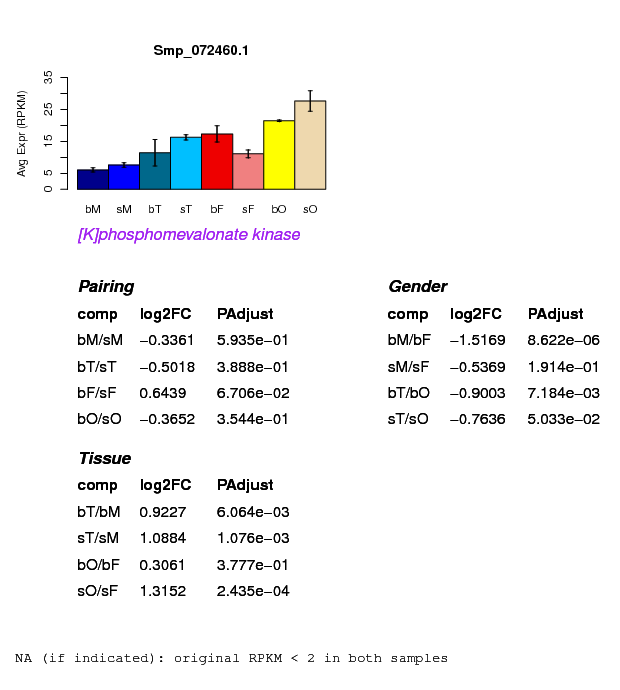 Smp_072460.1
Avg Expr (RPKM)
0 5 15 25 35
bM sM bT sT bF sF bO sO
[K]phosphomevalonate kinase
Pairing
comp log2FC PAdjust
bM/sM −0.3361 5.935e−01
bT/sT −0.5018 3.888e−01
bF/sF 0.6439 6.706e−02
bO/sO −0.3652 3.544e−01
Gender
comp log2FC PAdjust
bM/bF −1.5169 8.622e−06
sM/sF −0.5369 1.914e−01
bT/bO −0.9003 7.184e−03
sT/sO −0.7636 5.033e−02
Tissue
comp log2FC PAdjust
bT/bM 0.9227 6.064e−03
sT/sM 1.0884 1.076e−03
bO/bF 0.3061 3.777e−01
sO/sF 1.3152 2.435e−04
NA (if indicated): original RPKM < 2 in both samples